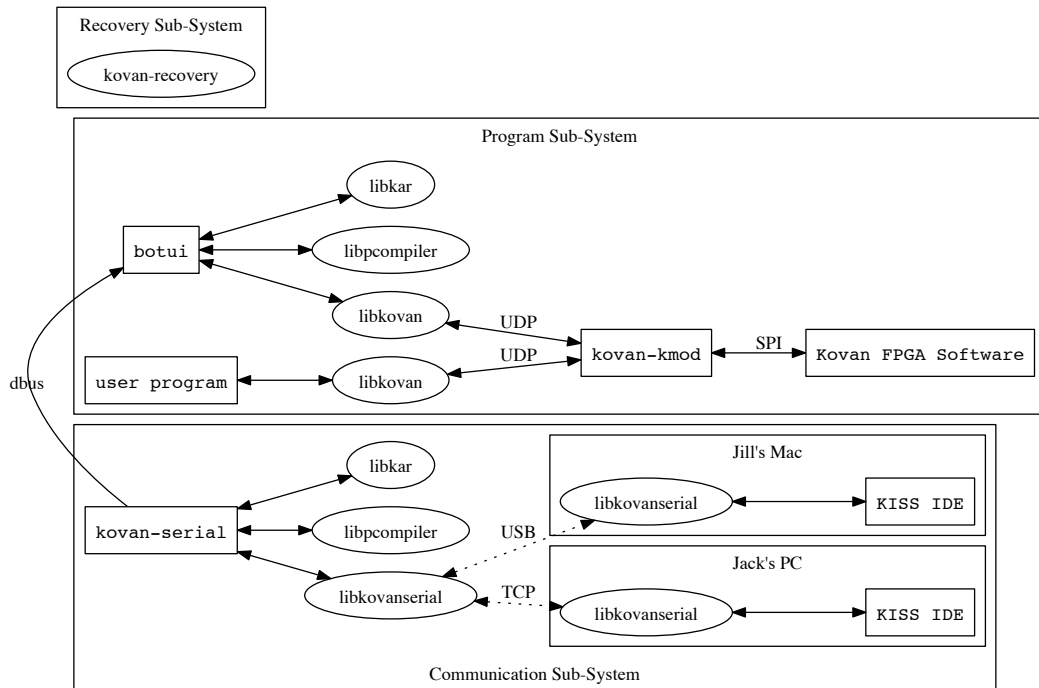 Recovery Sub-System
kovan-recovery
Program Sub-System
libkar
botui
libpcompiler
libkovan
UDP
kovan-kmod
SPI
Kovan FPGA Software
UDP
user program
libkovan
dbus
libkar
kovan-serial
libpcompiler
libkovanserial
USB
TCP
Jill's Mac
libkovanserial
KISS IDE
Jack's PC
libkovanserial
KISS IDE
Communication Sub-System